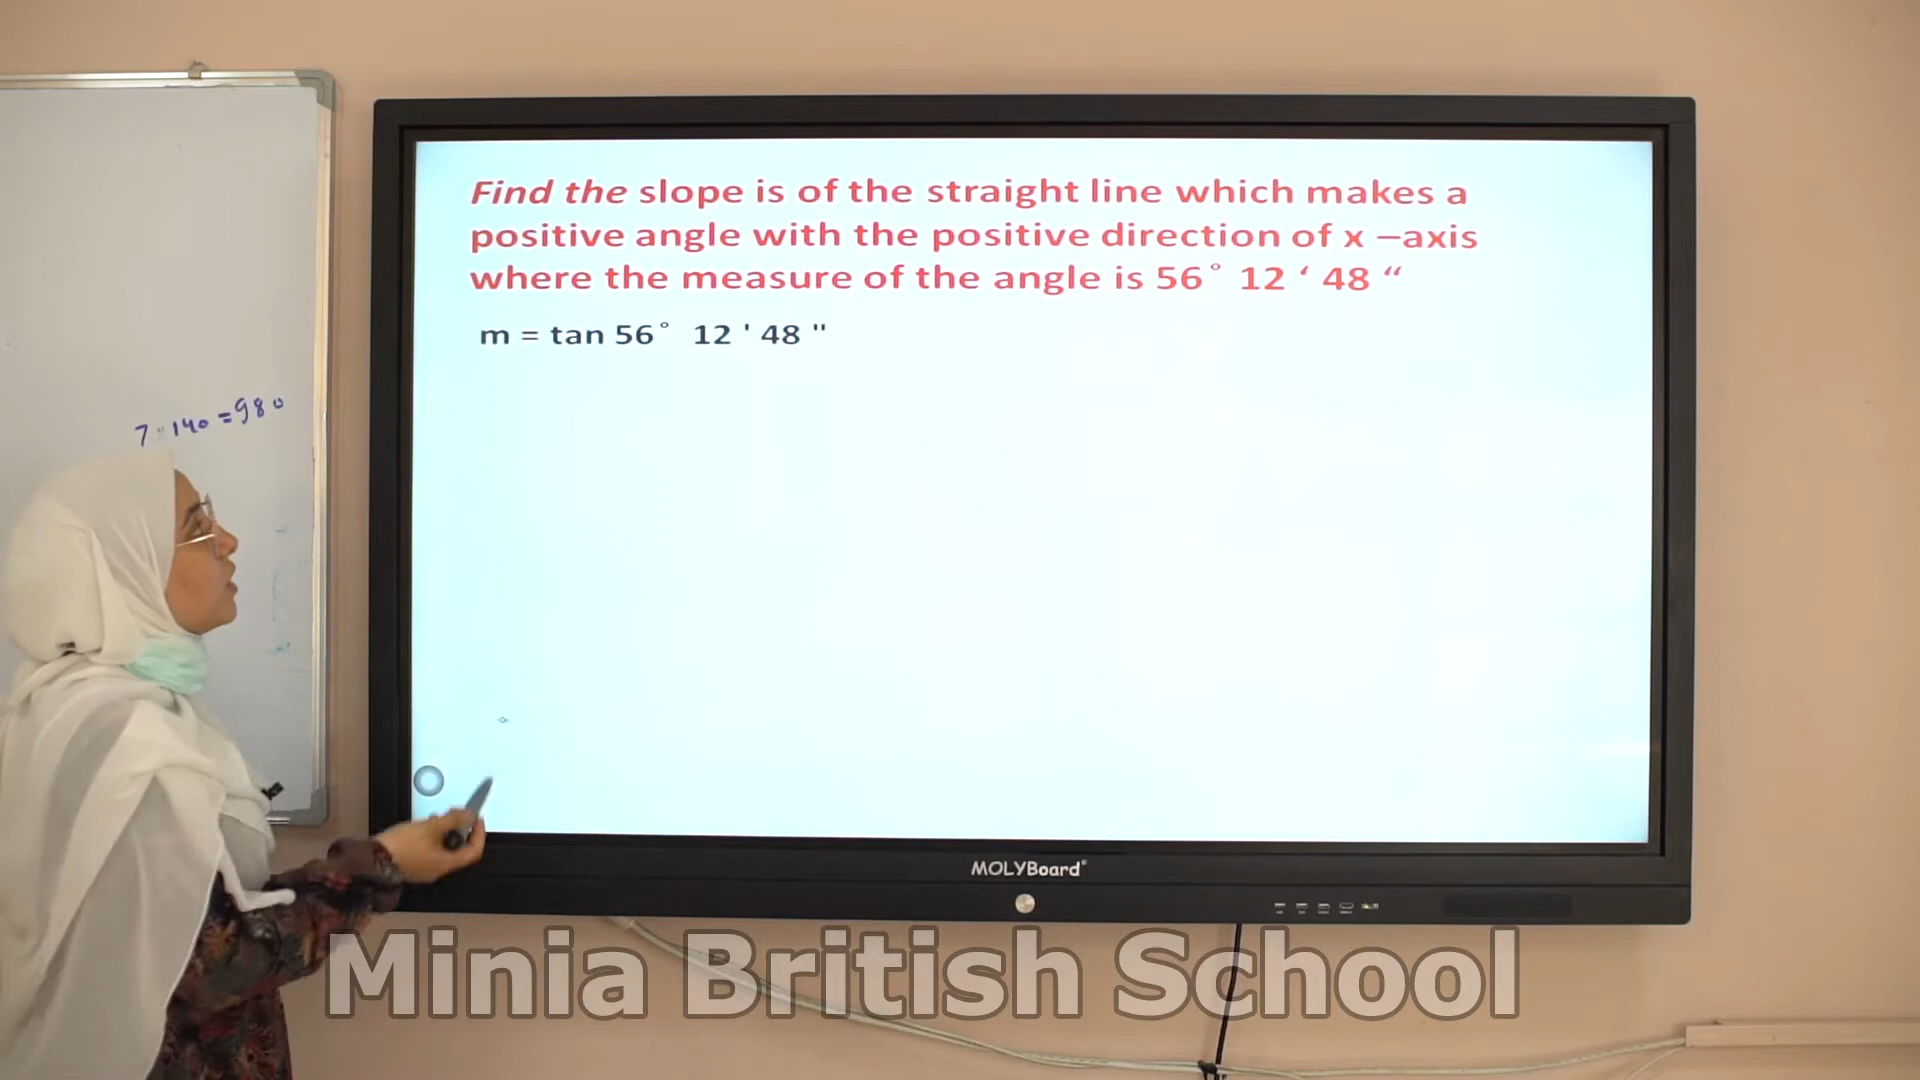 Find the slope is of the straight line which makes a
positive angle with the positive direction of x –axis
where the measure of the angle is 56° 12 ‘ 48 “
m = tan 56° 12 ' 48 "
7 · 140 = 980
MOLYBoard
Minia British School